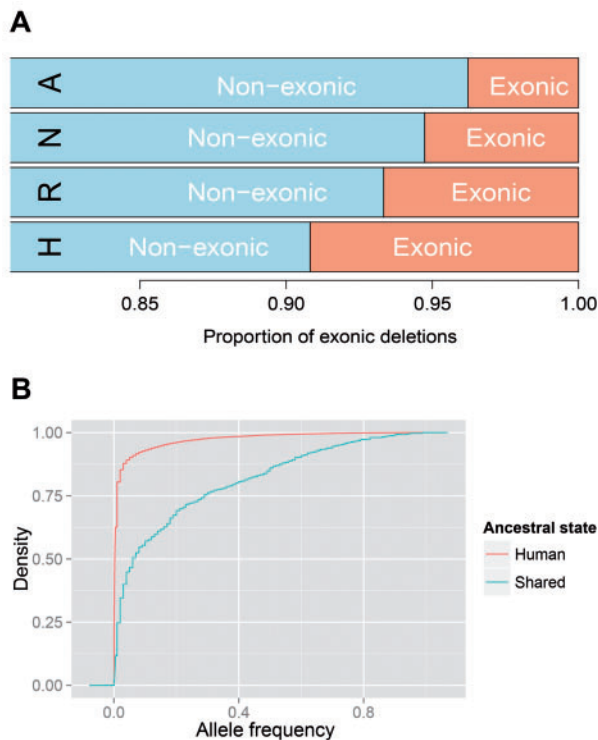 A
A Non-exonic Exonic
N Non-exonic Exonic
R Non-exonic Exonic
H Non-exonic Exonic
0.85 0.90 0.95 1.00
Proportion of exonic deletions
B
1.00
0.75
0.50
0.25
0.00
Density
0.0 0.4 0.8
Allele frequency
Ancestral state
Human
Shared